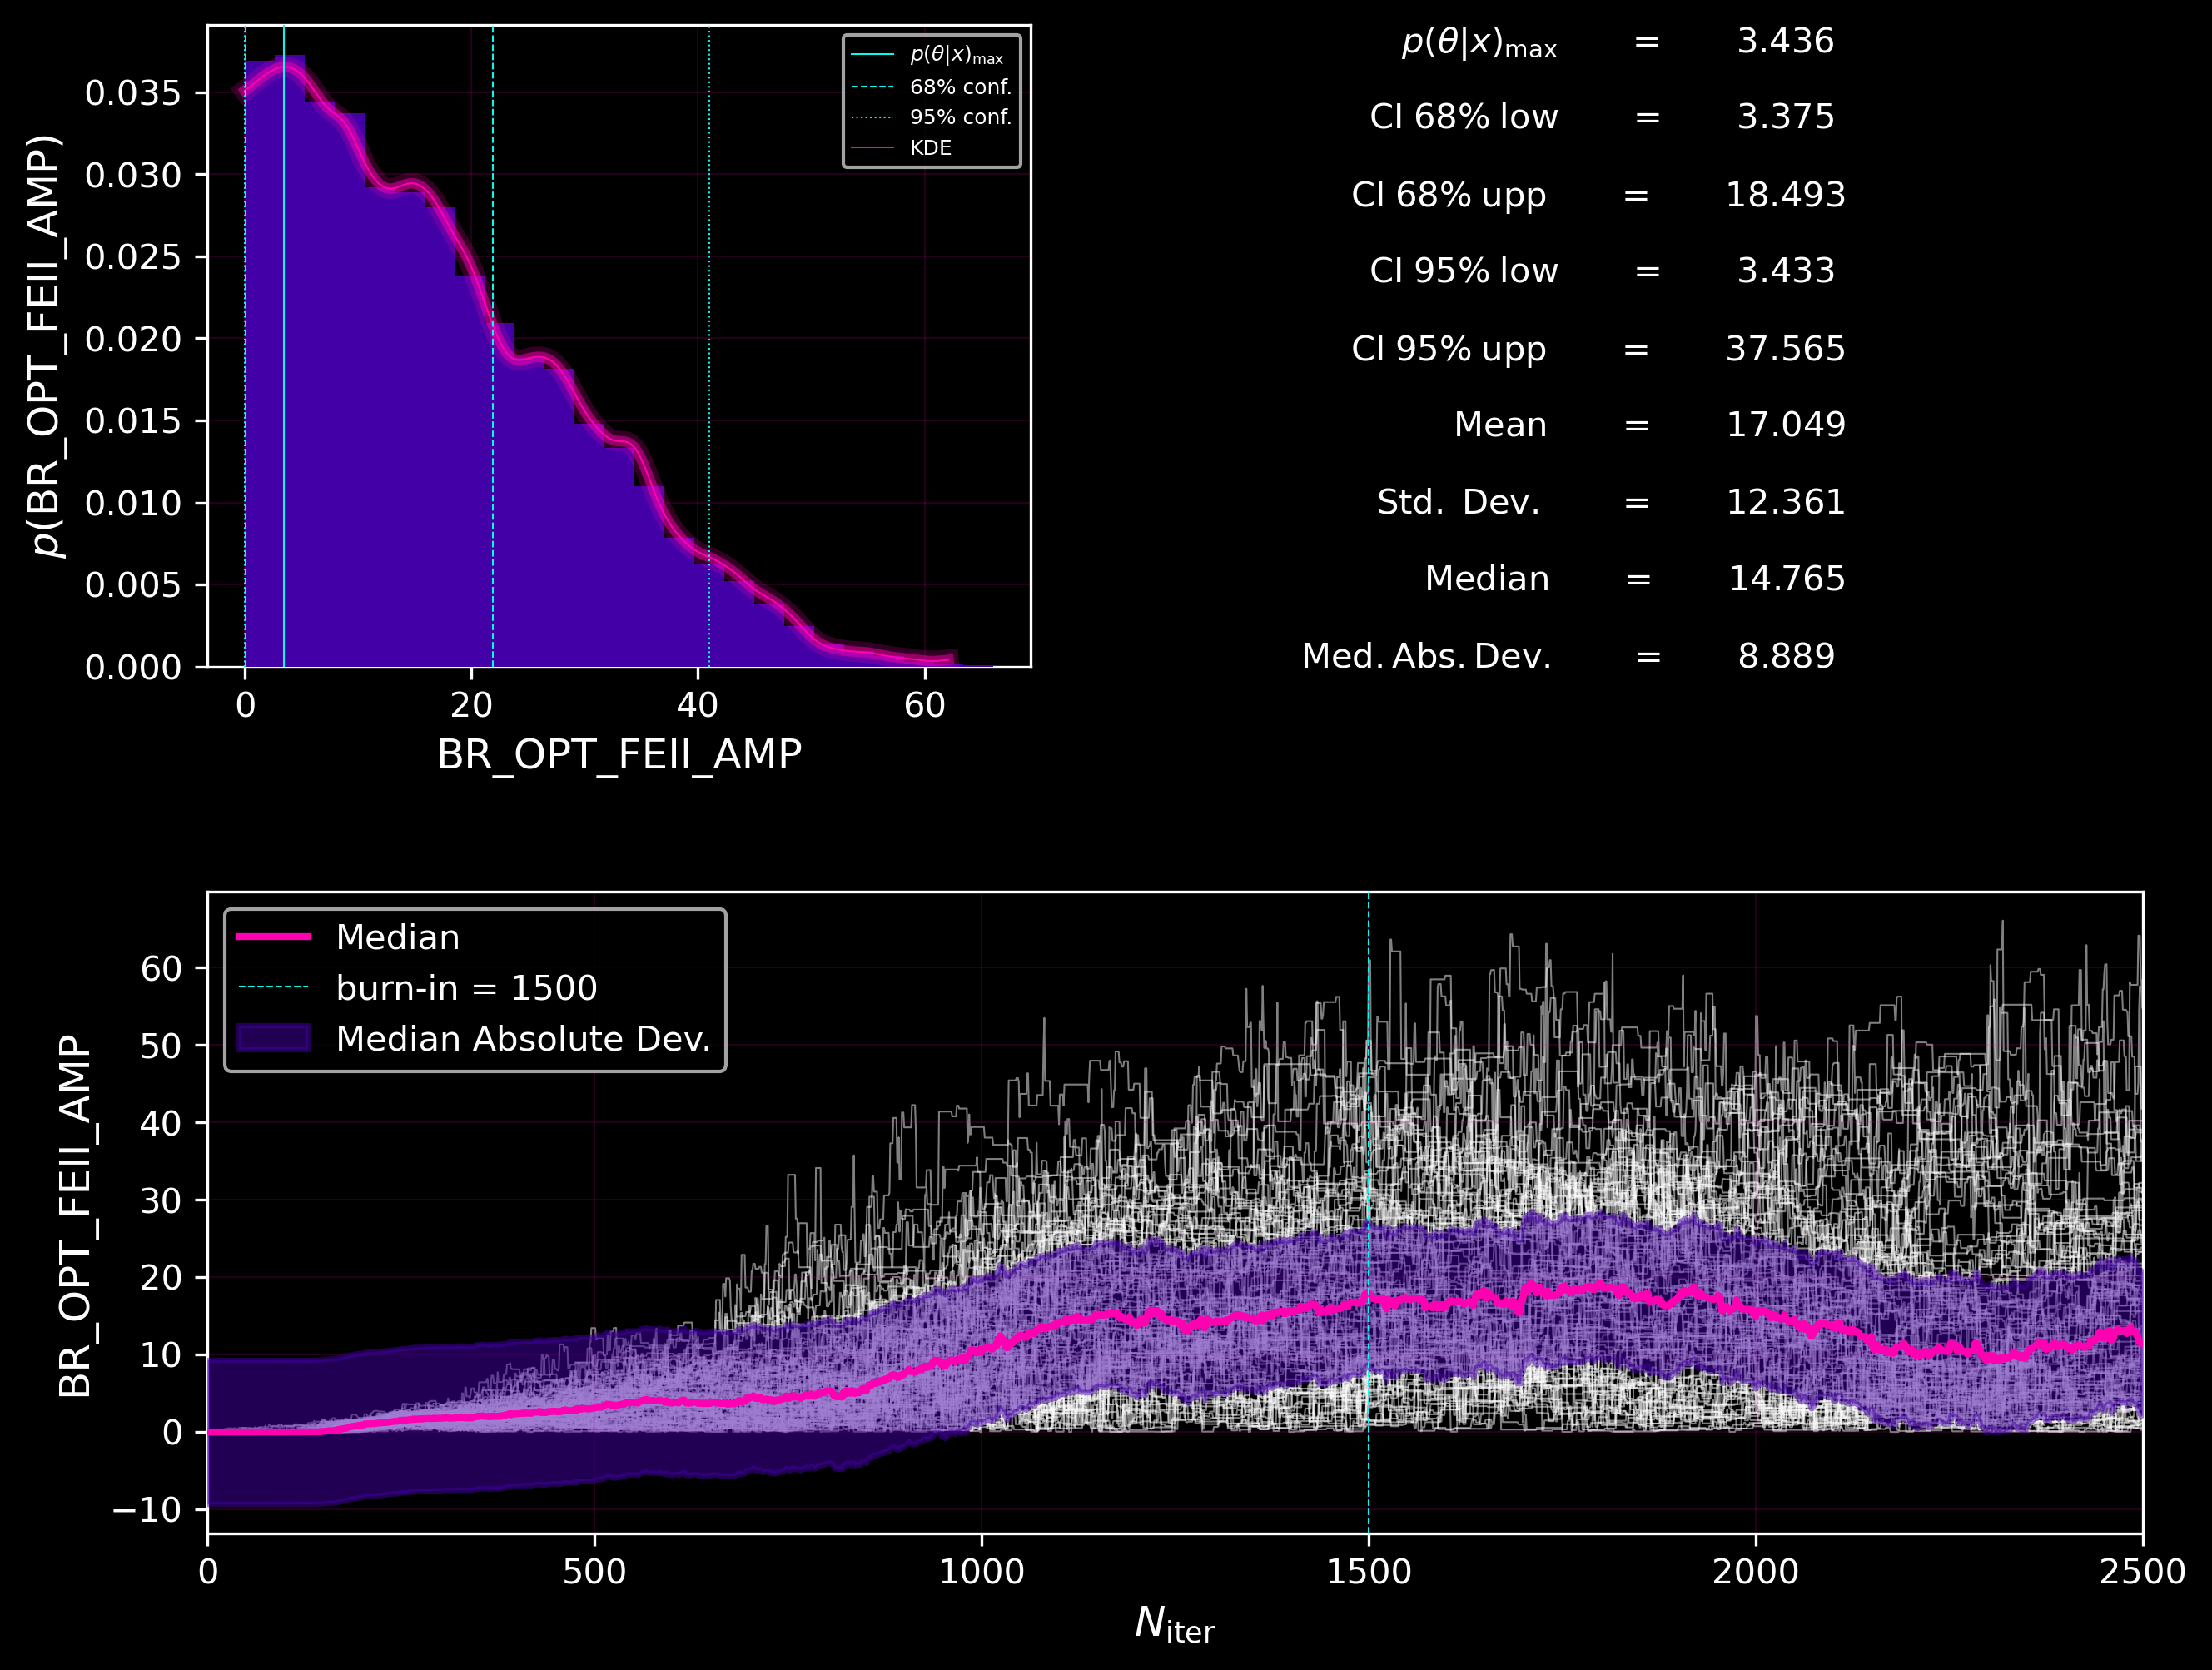 p(θ|x)max
68% conf.
95% conf.
KDE
0.035
0.030
0.025
0.020
0.015
0.010
0.005
0.000
p(BR_OPT_FEII_AMP)
0 20 40 60
BR_OPT_FEII_AMP
p(θ|x)max = 3.436
CI 68% low = 3.375
CI 68% upp = 18.493
CI 95% low = 3.433
CI 95% upp = 37.565
Mean = 17.049
Std. Dev. = 12.361
Median = 14.765
Med. Abs. Dev. = 8.889
Median
burn-in = 1500
Median Absolute Dev.
60
50
40
30
20
10
0
−10
BR_OPT_FEII_AMP
0 500 1000 1500 2000 2500
Niter